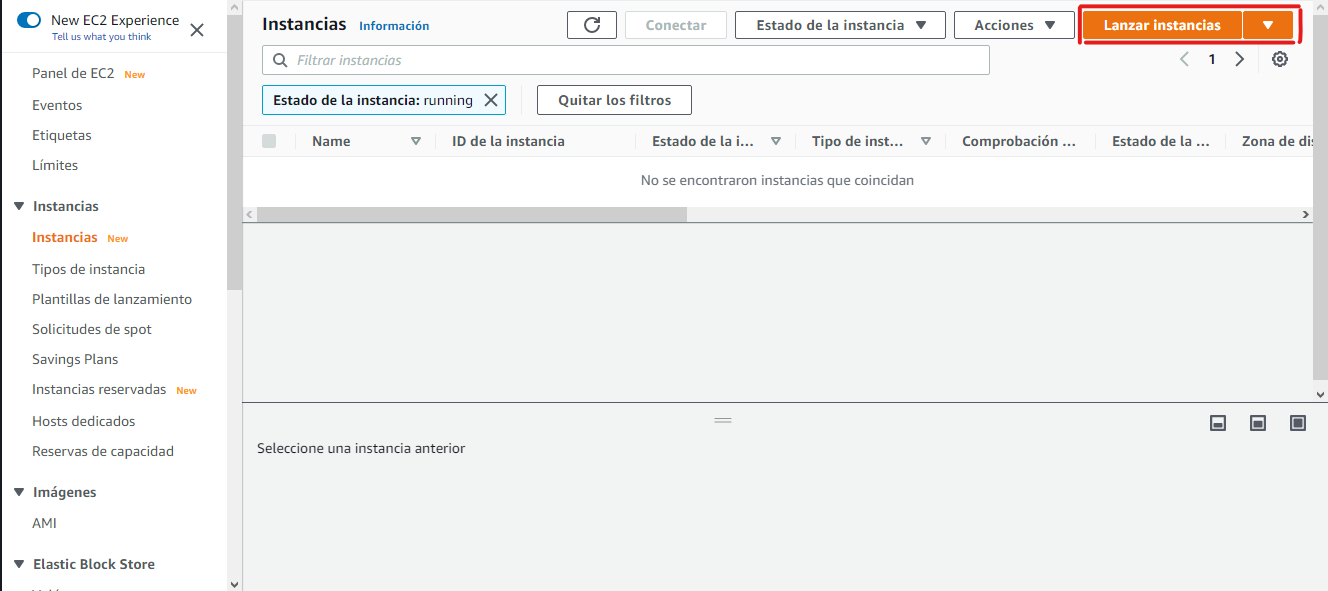 New EC2 Experience
Tell us what you think
Panel de EC2 New
Eventos
Etiquetas
Límites
Instancias
Instancias New
Tipos de instancia
Plantillas de lanzamiento
Solicitudes de spot
Savings Plans
Instancias reservadas New
Hosts dedicados
Reservas de capacidad
Imágenes
AMI
Elastic Block Store
Instancias Información
Conectar
Estado de la instancia
Acciones
Lanzar instancias
Filtrar instancias
1
Estado de la instancia: running
Quitar los filtros
Name ID de la instancia Estado de la i... Tipo de inst... Comprobación ... Estado de la ... Zona de dis
No se encontraron instancias que coincidan
Seleccione una instancia anterior